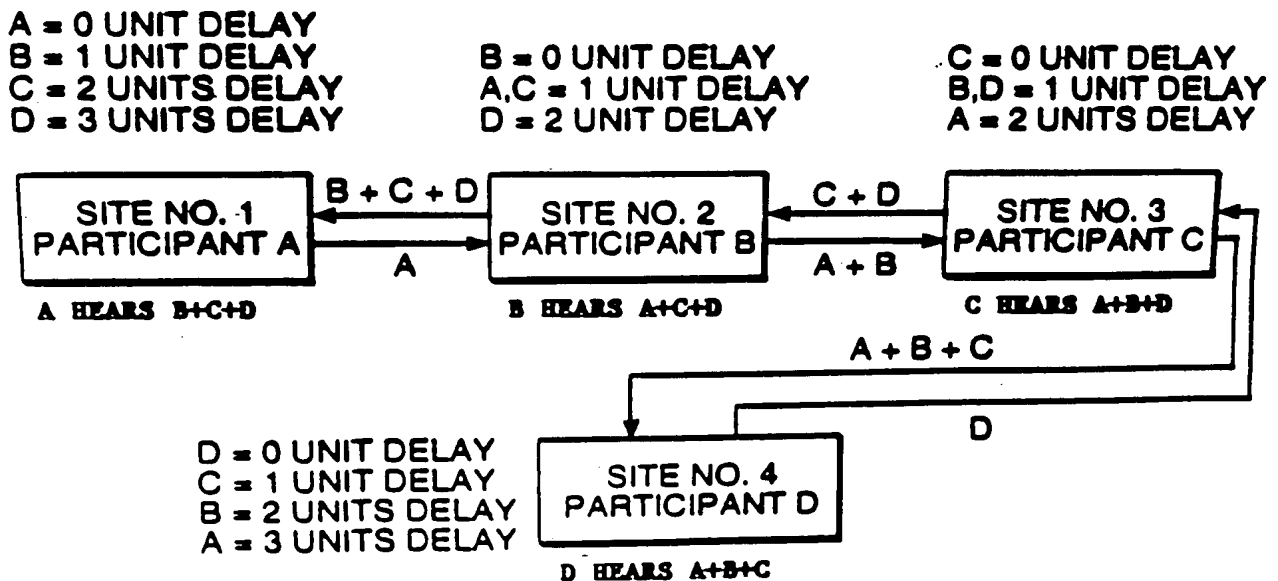 A = 0 UNIT DELAY
B = 1 UNIT DELAY
C = 2 UNITS DELAY
D = 3 UNITS DELAY
B = 0 UNIT DELAY
A,C = 1 UNIT DELAY
D = 2 UNIT DELAY
C = 0 UNIT DELAY
B,D = 1 UNIT DELAY
A = 2 UNITS DELAY
SITE NO. 1
PARTICIPANT A
B + C + D
A
SITE NO. 2
PARTICIPANT B
C + D
A + B
SITE NO. 3
PARTICIPANT C
A HEARS B+C+D
B HEARS A+C+D
C HEARS A+B+D
A + B + C
D
D = 0 UNIT DELAY
C = 1 UNIT DELAY
B = 2 UNITS DELAY
A = 3 UNITS DELAY
SITE NO. 4
PARTICIPANT D
D HEARS A+B+C